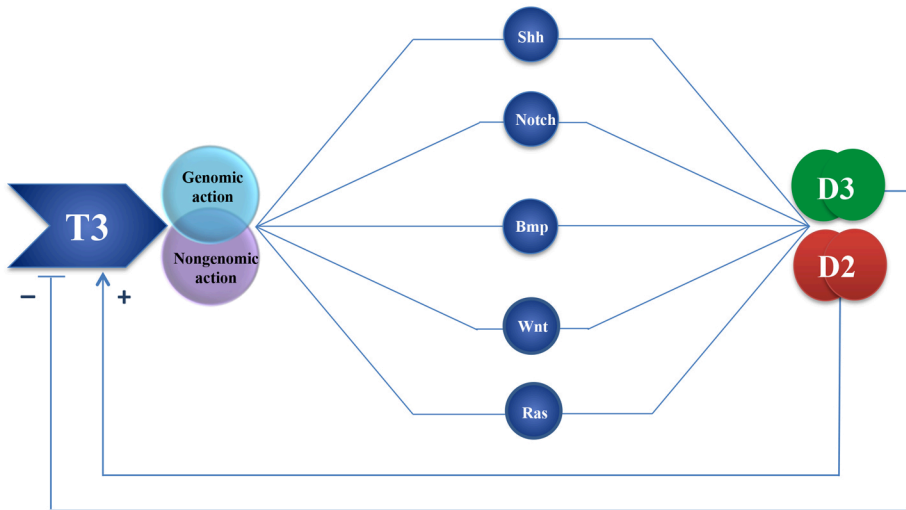 Shh
Notch
Genomic
action
D3
T3
Bmp
Nongenomic
action
D2
−
+
Wnt
Ras